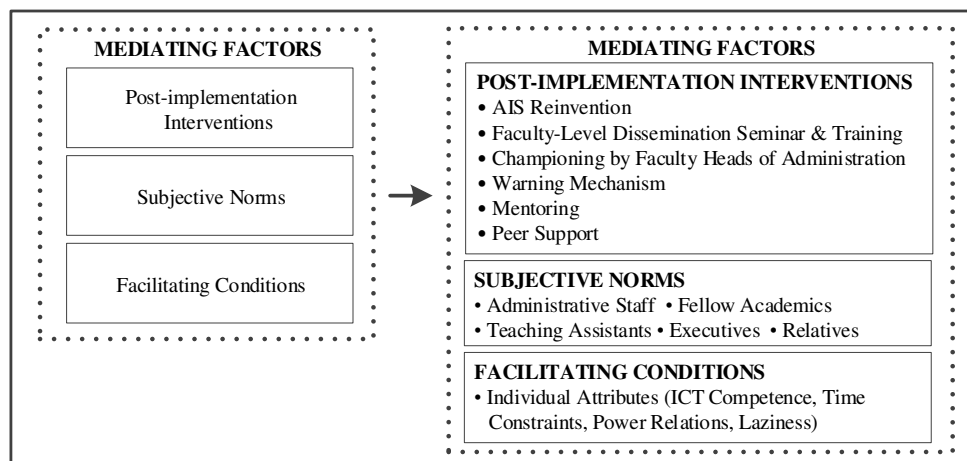 MEDIATING FACTORS
Post-implementation
Interventions
Subjective Norms
Facilitating Conditions
MEDIATING FACTORS
POST-IMPLEMENTATION INTERVENTIONS
• AIS Reinvention
• Faculty-Level Dissemination Seminar & Training
• Championing by Faculty Heads of Administration
• Warning Mechanism
• Mentoring
• Peer Support
SUBJECTIVE NORMS
• Administrative Staff • Fellow Academics
• Teaching Assistants • Executives • Relatives
FACILITATING CONDITIONS
• Individual Attributes (ICT Competence, Time
Constraints, Power Relations, Laziness)